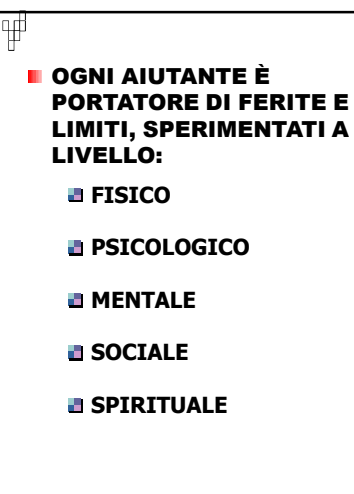 OGNI AIUTANTE È
PORTATORE DI FERITE E
LIMITI, SPERIMENTATI A
LIVELLO:
FISICO
PSICOLOGICO
MENTALE
SOCIALE
SPIRITUALE